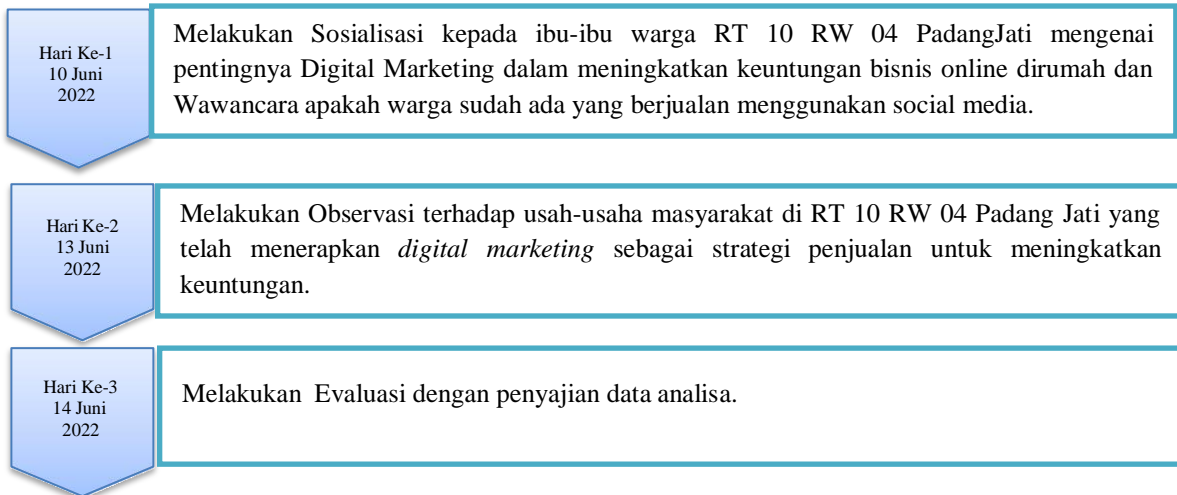 Hari Ke-1
10 Juni
2022
Melakukan Sosialisasi kepada ibu-ibu warga RT 10 RW 04 PadangJati mengenai
pentingnya Digital Marketing dalam meningkatkan keuntungan bisnis online dirumah dan
Wawancara apakah warga sudah ada yang berjualan menggunakan social media.
Hari Ke-2
13 Juni
2022
Melakukan Observasi terhadap usah-usaha masyarakat di RT 10 RW 04 Padang Jati yang
telah menerapkan digital marketing sebagai strategi penjualan untuk meningkatkan
keuntungan.
Hari Ke-3
14 Juni
2022
Melakukan Evaluasi dengan penyajian data analisa.